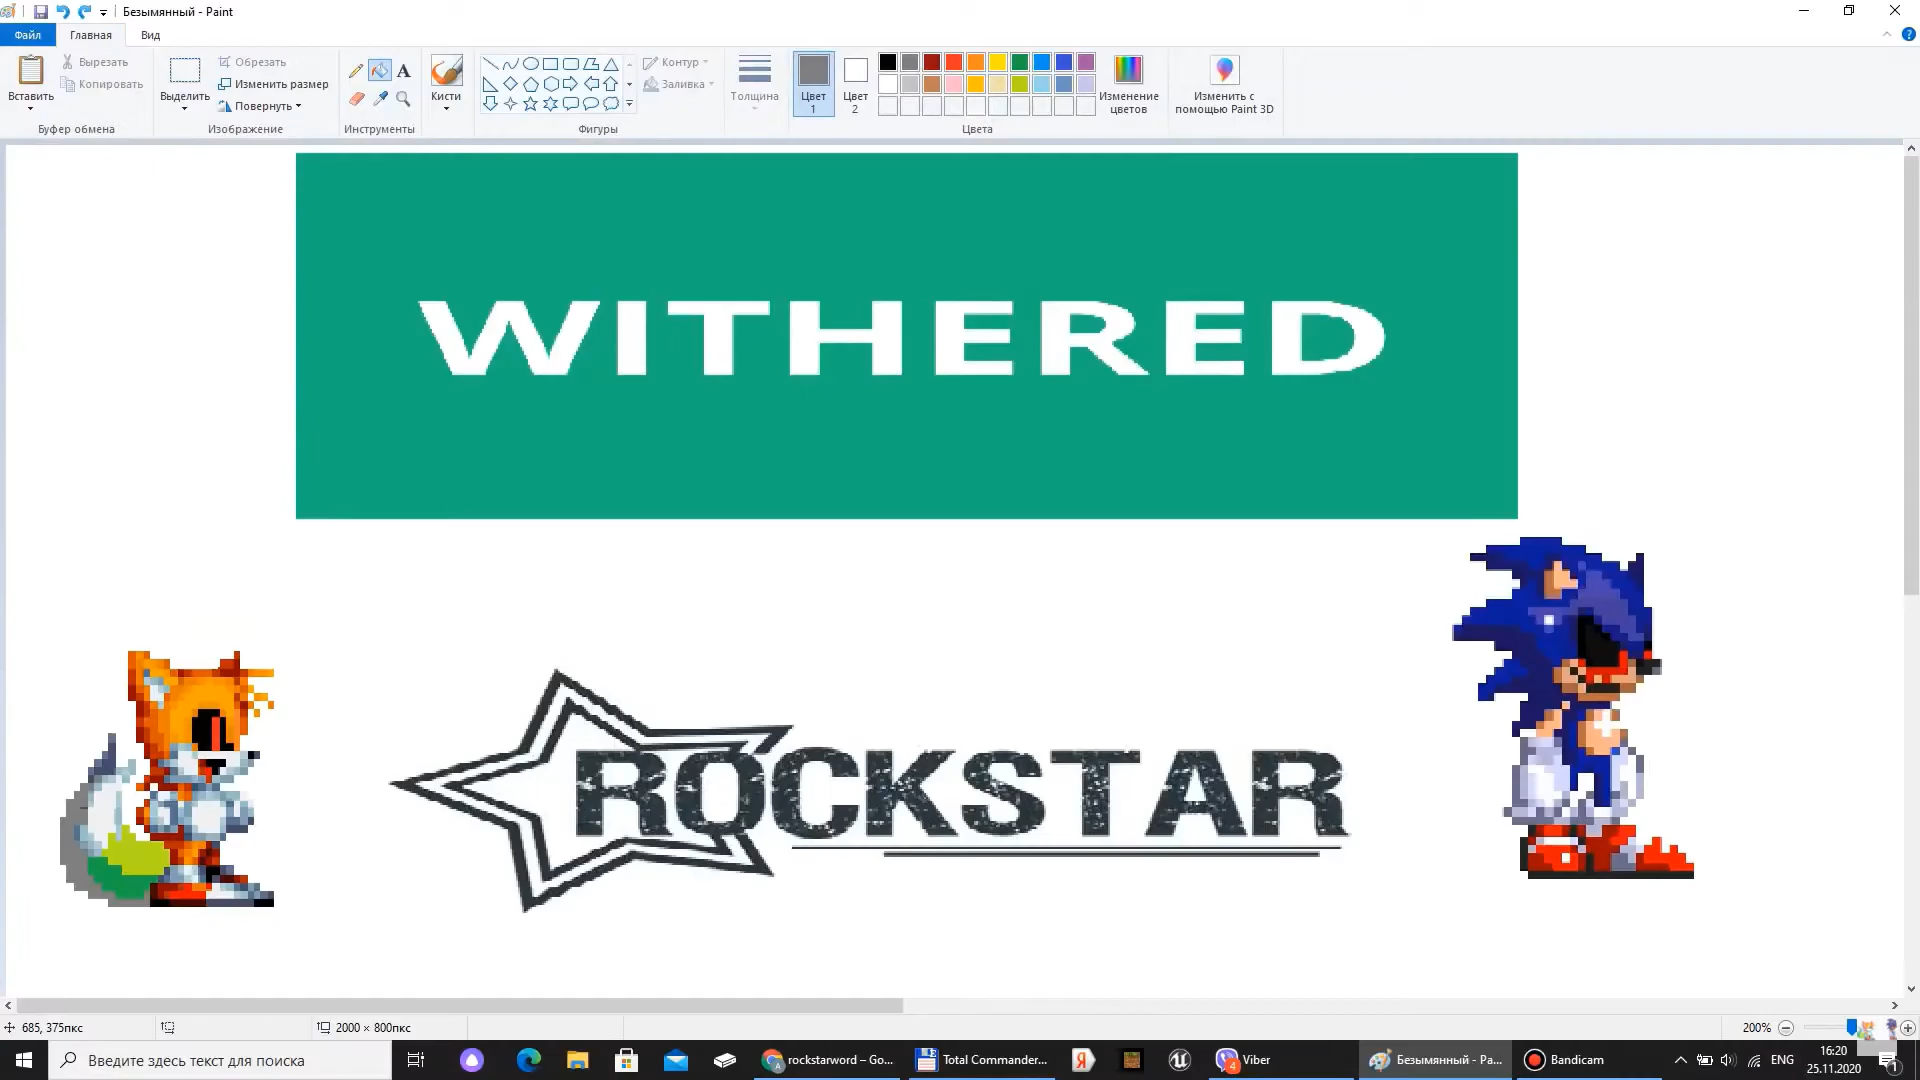 Безымянный - Paint
Файл
Главная
Вид
Вставить
Вырезать
Копировать
Буфер обмена
Выделить
Обрезать
Изменить размер
Повернуть
Изображение
A
Инструменты
Кисти
Фигуры
Контур
Заливка
Толщина
Цвет 1
Цвет 2
Цвета
Изменение цветов
Изменить с помощью Paint 3D
WITHERED
ROCKSTAR
685, 375пкс
2000 × 800пкс
200%
Введите здесь текст для поиска
rockstarword – Go...
Total Commander...
Я
4
Viber
Безымянный - Pa...
Bandicam
ENG
16:20
25.11.2020
1